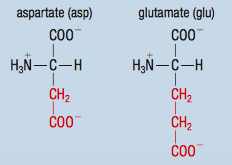 aspartate (asp) glutamate (glu)
COO⁻ COO⁻
H₃N⁺—C—H H₃N⁺—C—H
CH₂ CH₂
COO⁻ CH₂
COO⁻